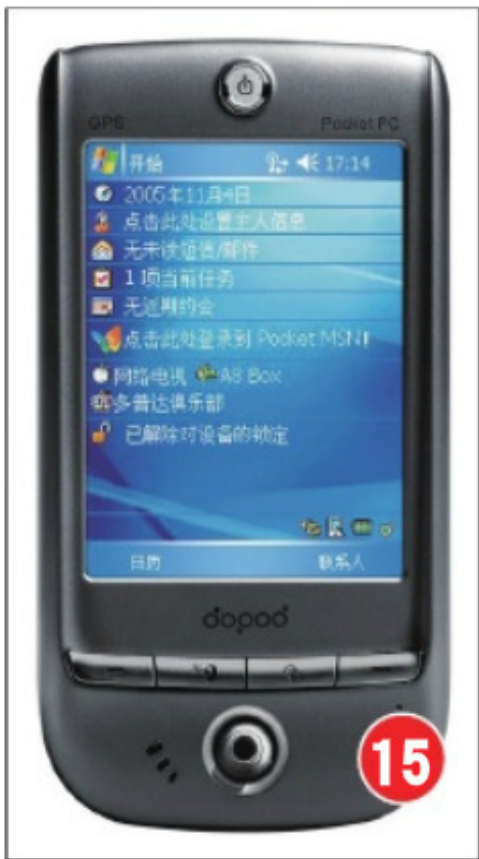 GPS Pocket PC
开始 17:14
2005年11月4日
点击此处设置主人信息
无未读短信/邮件
1 项当前任务
无近期约会
点击此处登录到 Pocket MSN!
网络电视 A8 Box
多普达俱乐部
已解除对设备的锁定
日历 联系人
dopod
15